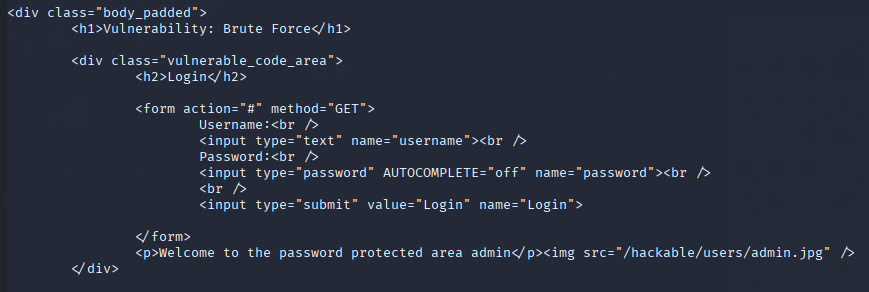 <div class="body_padded">
<h1>Vulnerability: Brute Force</h1>
<div class="vulnerable_code_area">
<h2>Login</h2>
<form action="#" method="GET">
Username:<br />
<input type="text" name="username"><br />
Password:<br />
<input type="password" AUTOCOMPLETE="off" name="password"><br />
<br />
<input type="submit" value="Login" name="Login">
</form>
<p>Welcome to the password protected area admin</p><img src="/hackable/users/admin.jpg" />
</div>